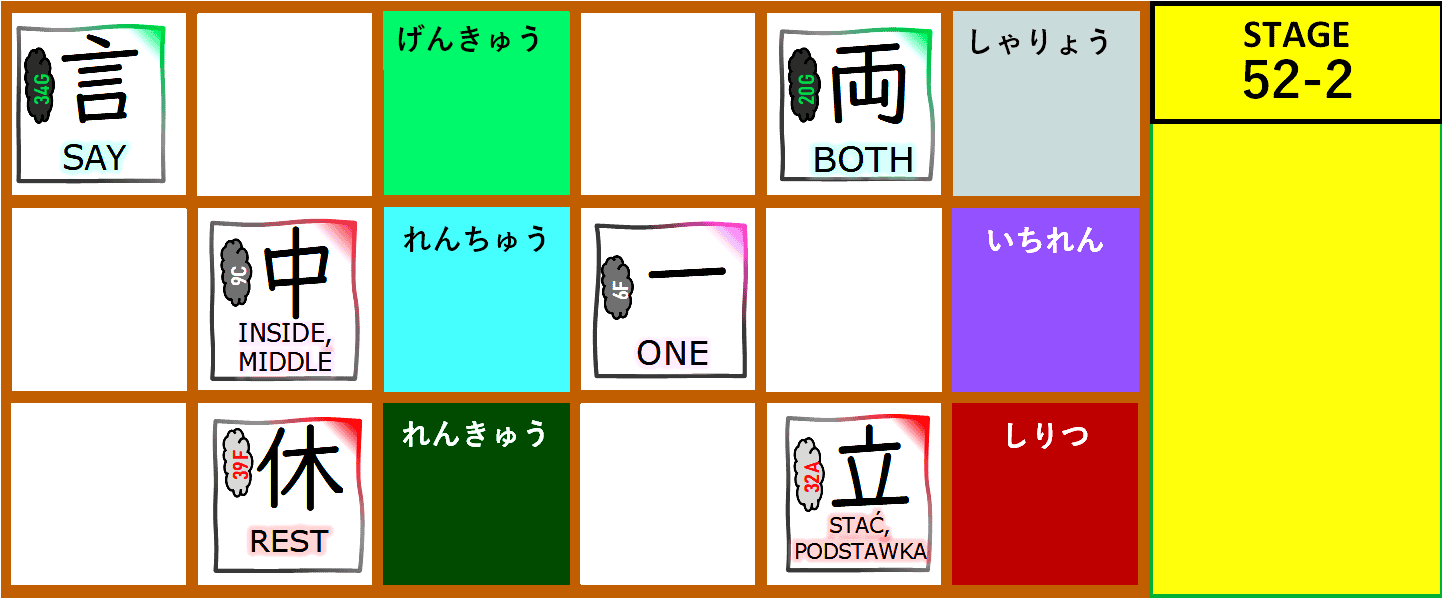 34G
言
SAY
げんきゅう
20G
両
BOTH
しゃりょう
STAGE
52-2
9C
中
INSIDE,
MIDDLE
れんちゅう
6F
一
ONE
いちれん
39F
休
REST
れんきゅう
32A
立
STAĆ,
PODSTAWKA
しりつ